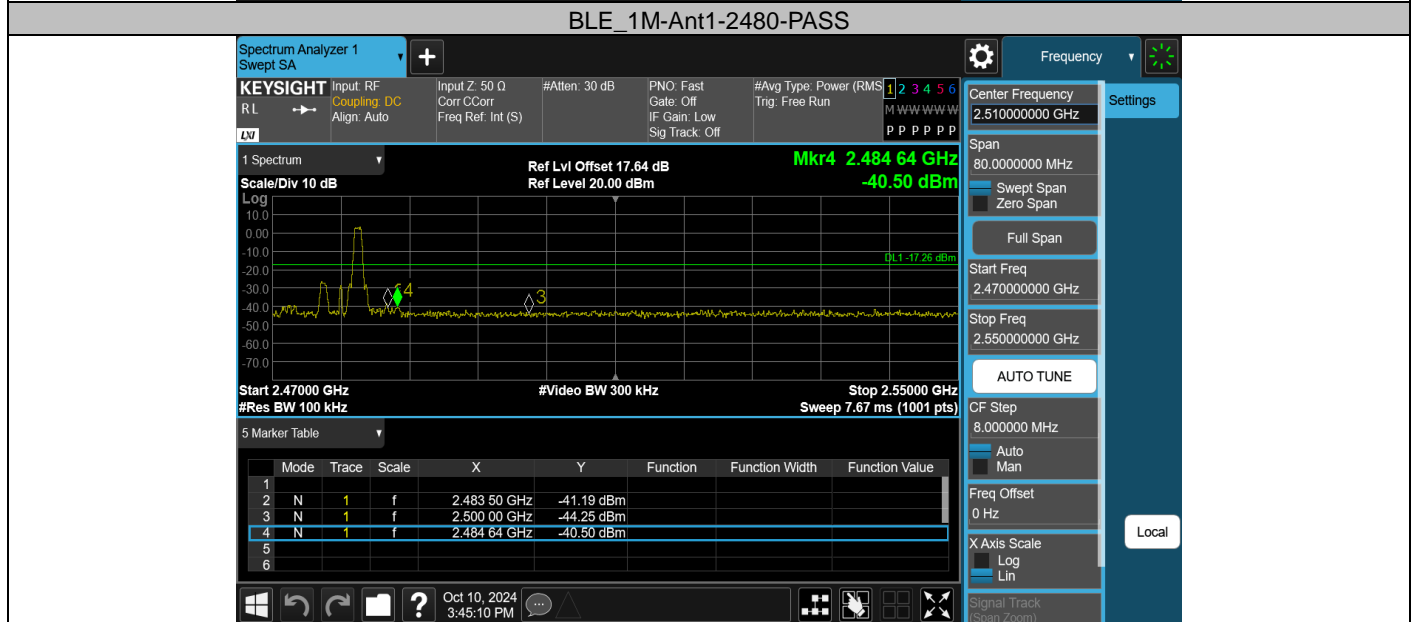 BLE_1M-Ant1-2480-PASS
Spectrum Analyzer 1
Swept SA
+
Frequency
KEYSIGHT
RL
LXI
Input: RF
Coupling: DC
Align: Auto
Input Z: 50 Ω
Corr CCorr
Freq Ref: Int (S)
#Atten: 30 dB
PNO: Fast
Gate: Off
IF Gain: Low
Sig Track: Off
#Avg Type: Power (RMS
Trig: Free Run
1 2 3 4 5 6
M W W W W W
P P P P P P
Center Frequency
2.510000000 GHz
Settings
Span
80.0000000 MHz
Swept Span
Zero Span
Full Span
Start Freq
2.470000000 GHz
Stop Freq
2.550000000 GHz
AUTO TUNE
CF Step
8.000000 MHz
Auto
Man
Freq Offset
0 Hz
X Axis Scale
Log
Lin
Signal Track
(Span Zoom)
Local
1 Spectrum
Scale/Div 10 dB
Ref Lvl Offset 17.64 dB
Ref Level 20.00 dBm
Mkr4 2.484 64 GHz
-40.50 dBm
Log
10.0
0.00
-10.0
-20.0
-30.0
-40.0
-50.0
-60.0
-70.0
DL1 -17.26 dBm
4
3
Start 2.47000 GHz
#Res BW 100 kHz
#Video BW 300 kHz
Stop 2.55000 GHz
Sweep 7.67 ms (1001 pts)
5 Marker Table
Mode Trace Scale X Y Function Function Width Function Value
1
2 N 1 f 2.483 50 GHz -41.19 dBm
3 N 1 f 2.500 00 GHz -44.25 dBm
4 N 1 f 2.484 64 GHz -40.50 dBm
5
6
?
Oct 10, 2024
3:45:10 PM